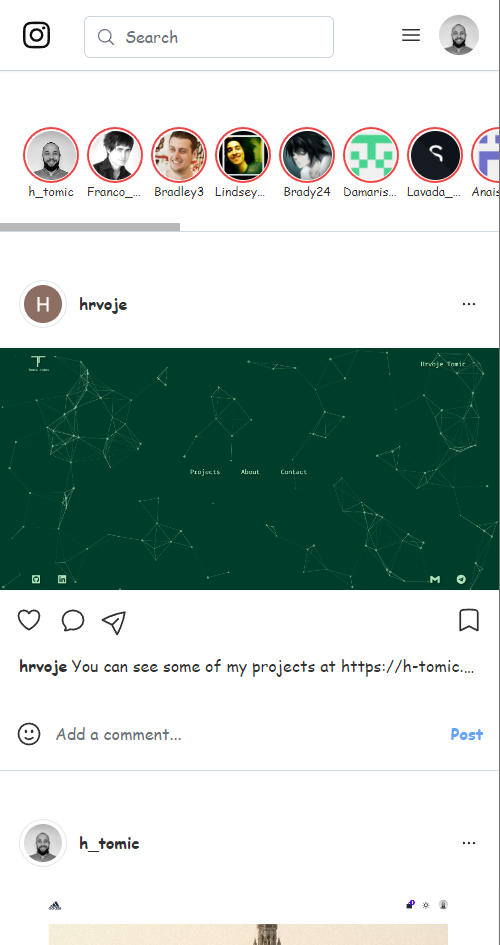 Search
h_tomic
Franco_...
Bradley3
Lindsey...
Brady24
Damaris...
Lavada_...
Anais
H
hrvoje
Hrvoje Tomic
Projects About Contact
hrvoje You can see some of my projects at https://h-tomic....
Add a comment...
Post
h_tomic